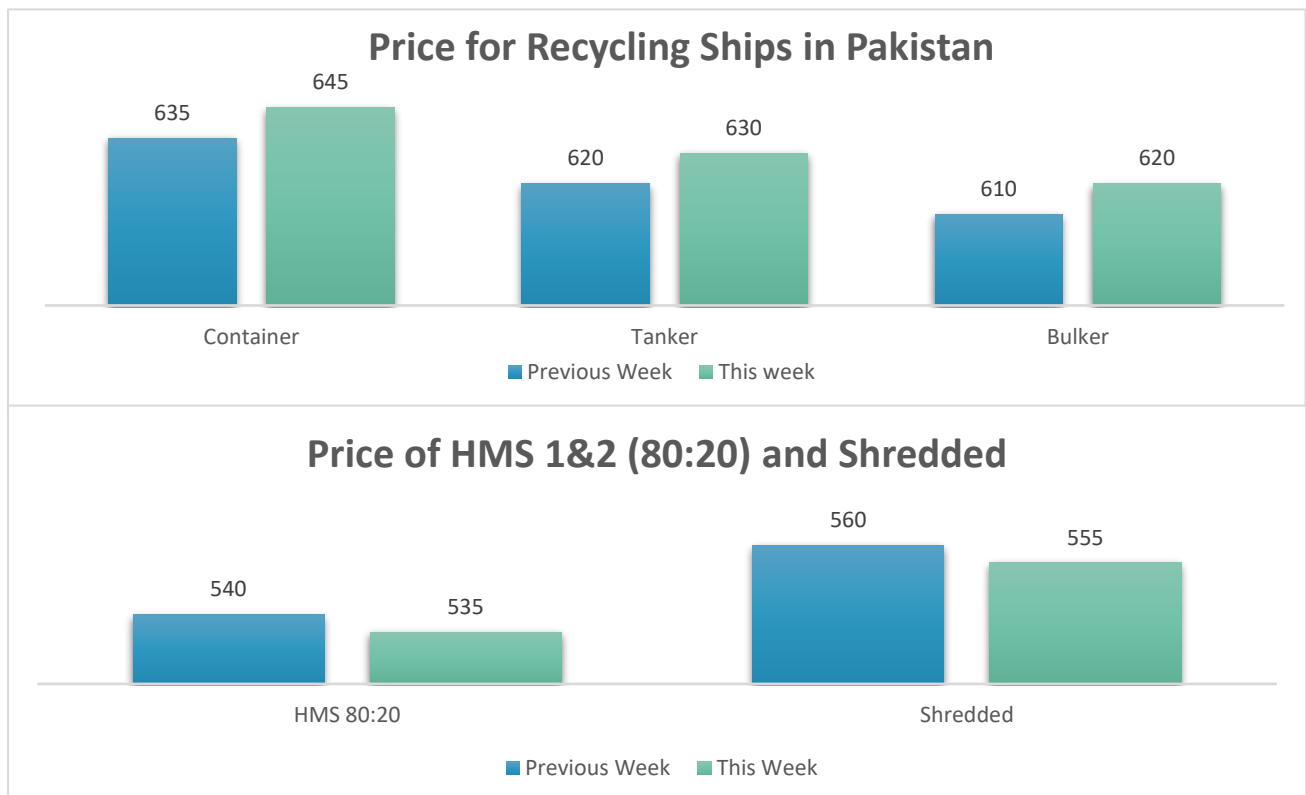 Price for Recycling Ships in Pakistan
635 645 620 630 610 620
Container Tanker Bulker
Previous Week This week
Price of HMS 1&2 (80:20) and Shredded
540 535 560 555
HMS 80:20 Shredded
Previous Week This Week